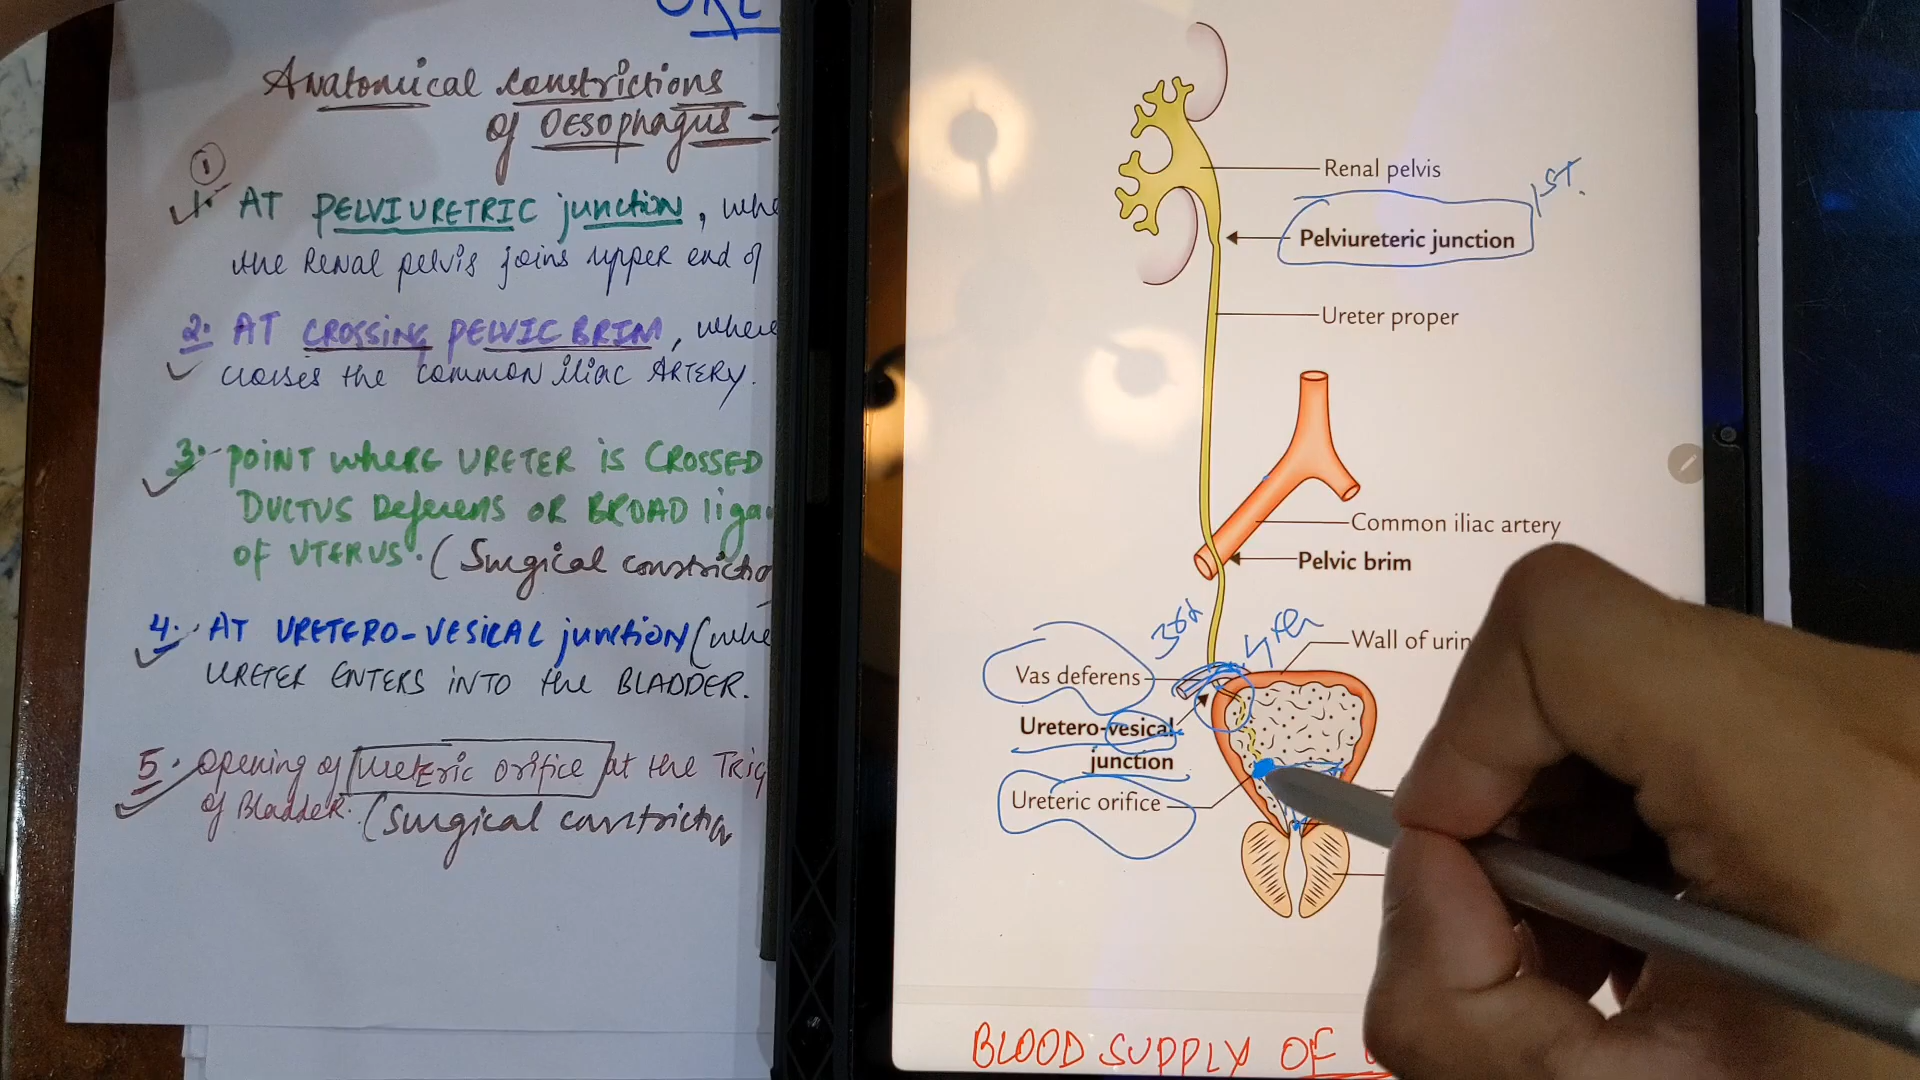 URE
Anatomical constrictions
of OESOPHAGUS →
①
1. AT PELVIURETRIC junction, whe
the Renal pelvis joins upper end of
2. AT CROSSING PELVIC BRIM, where
crosses the common iliac ARTERY.
3. POINT WHERE URETER IS CROSSED
DUCTUS Deferens OR BROAD liga
of UTERUS. (Surgical constrictio
4. AT URETERO-VESICAL junction (whe
URETER ENTERS INTO the BLADDER.
5. Opening of Ureteric orifice at the Trig
of Bladder. (Surgical constrictio
Renal pelvis
1ST.
Pelviureteric junction
Ureter proper
Common iliac artery
Pelvic brim
3rd
4th
Wall of urin
Vas deferens
Uretero-vesical
junction
Ureteric orifice
BLOOD SUPPLY OF